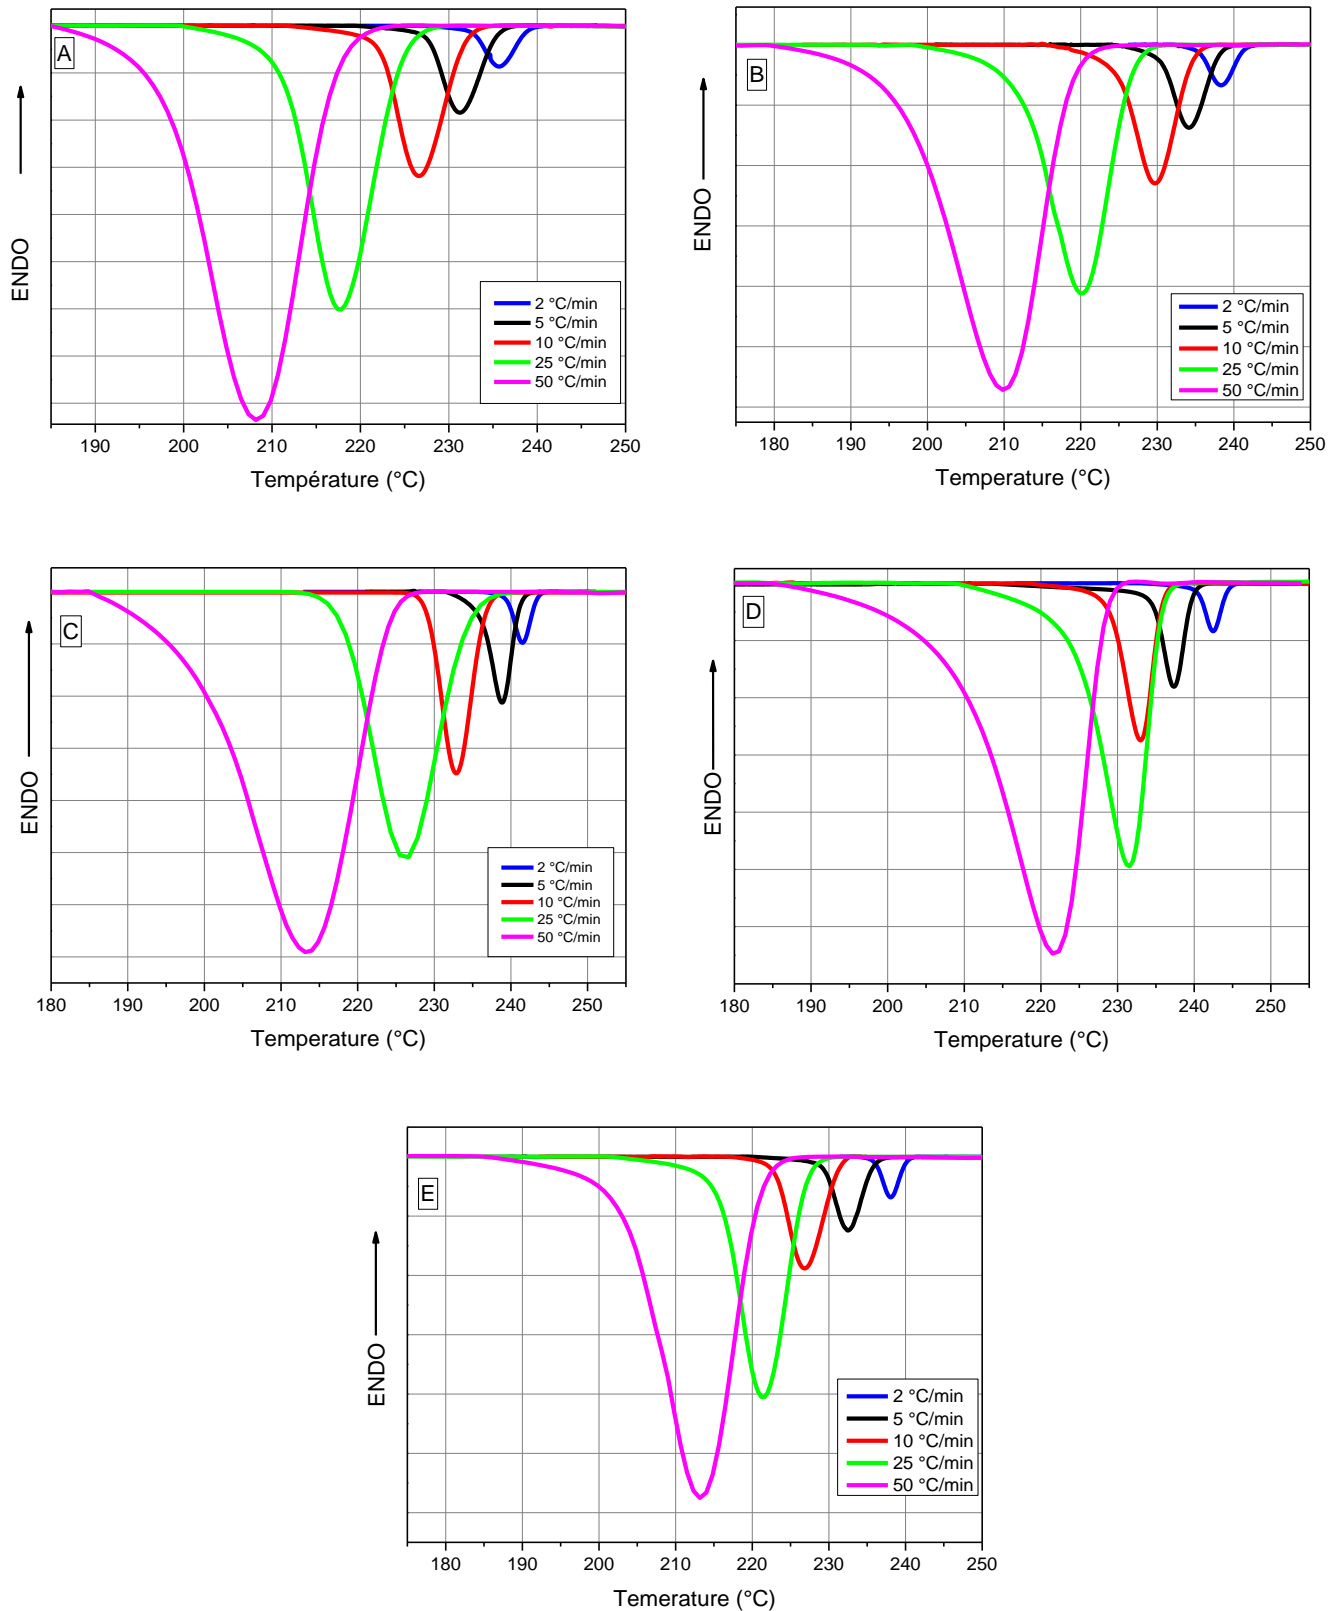 A
ENDO
2 °C/min
5 °C/min
10 °C/min
25 °C/min
50 °C/min
190 200 210 220 230 240 250
Température (°C)
B
ENDO
2 °C/min
5 °C/min
10 °C/min
25 °C/min
50 °C/min
180 190 200 210 220 230 240 250
Temperature (°C)
C
ENDO
2 °C/min
5 °C/min
10 °C/min
25 °C/min
50 °C/min
180 190 200 210 220 230 240 250
Temperature (°C)
D
ENDO
180 190 200 210 220 230 240 250
Temperature (°C)
E
ENDO
2 °C/min
5 °C/min
10 °C/min
25 °C/min
50 °C/min
180 190 200 210 220 230 240 250
Temerature (°C)